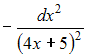 - dx² / (4x + 5)²